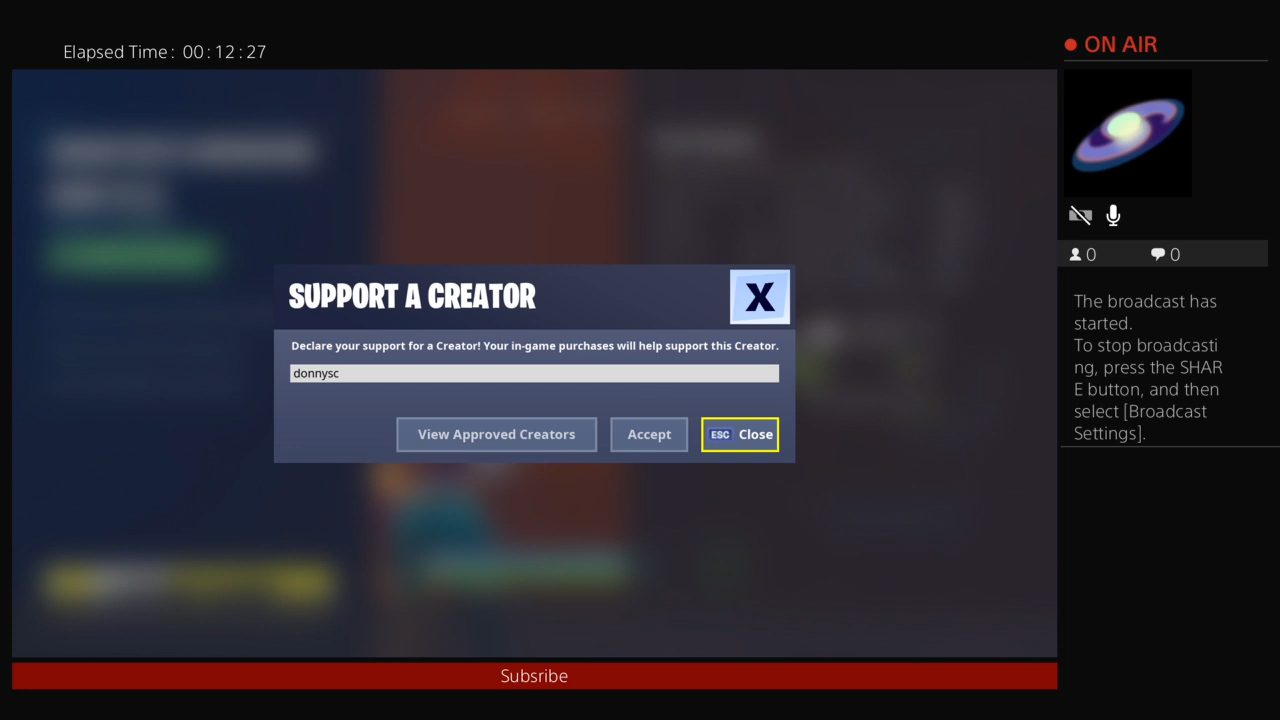 Elapsed Time: 00:12:27
ON AIR
0 0
SUPPORT A CREATOR
X
Declare your support for a Creator! Your in-game purchases will help support this Creator.
donnysc
View Approved Creators Accept ESC Close
The broadcast has
started.
To stop broadcasti
ng, press the SHAR
E button, and then
select [Broadcast
Settings].
Subsribe